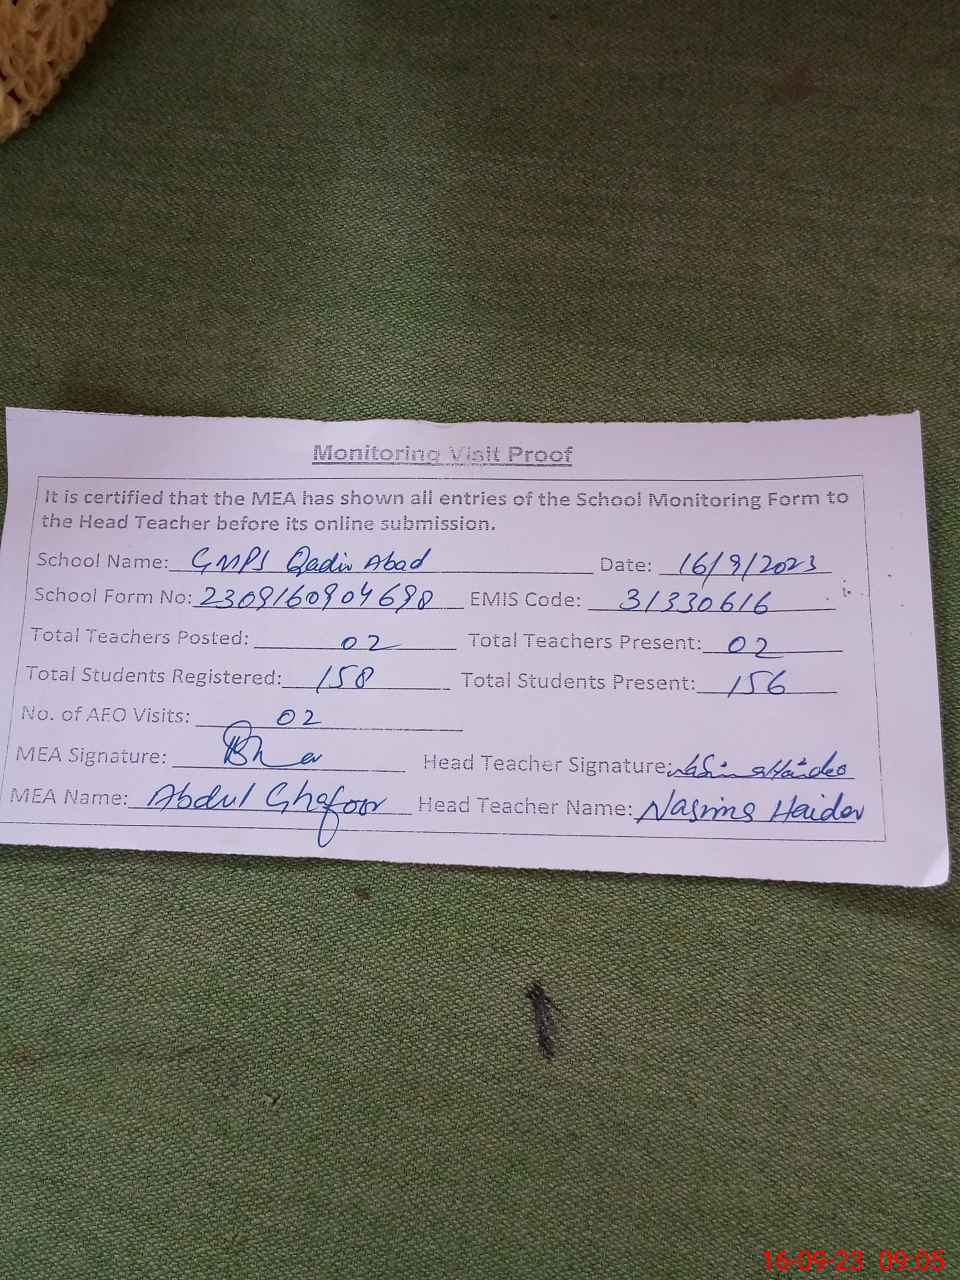 Monitoring Visit Proof
It is certified that the MEA has shown all entries of the School Monitoring Form to
the Head Teacher before its online submission.
School Name: GMPS Qadir Abad Date: 16/9/2023
School Form No: 2309160904698 EMIS Code: 31330616
Total Teachers Posted: 02 Total Teachers Present: 02
Total Students Registered: 158 Total Students Present: 156
No. of AEO Visits: 02
MEA Signature: Head Teacher Signature:
MEA Name: Abdul Ghafoor Head Teacher Name: Haider
16-09-23 09:05